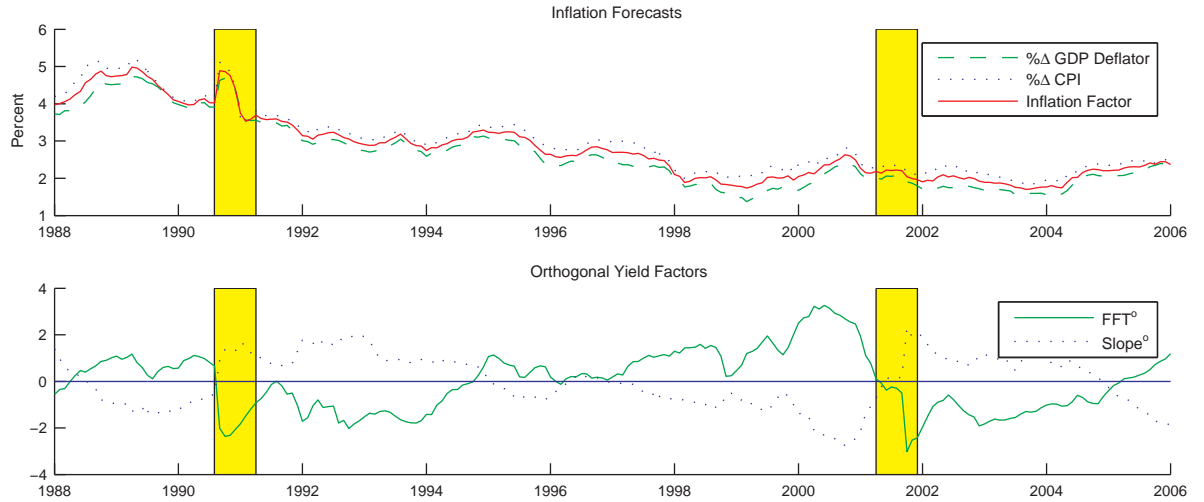 Inflation Forecasts
6
5
4
3
2
1
Percent
%Δ GDP Deflator
%Δ CPI
Inflation Factor
1988 1990 1992 1994 1996 1998 2000 2002 2004 2006
Orthogonal Yield Factors
4
2
0
−2
−4
FFT°
Slope°
1988 1990 1992 1994 1996 1998 2000 2002 2004 2006